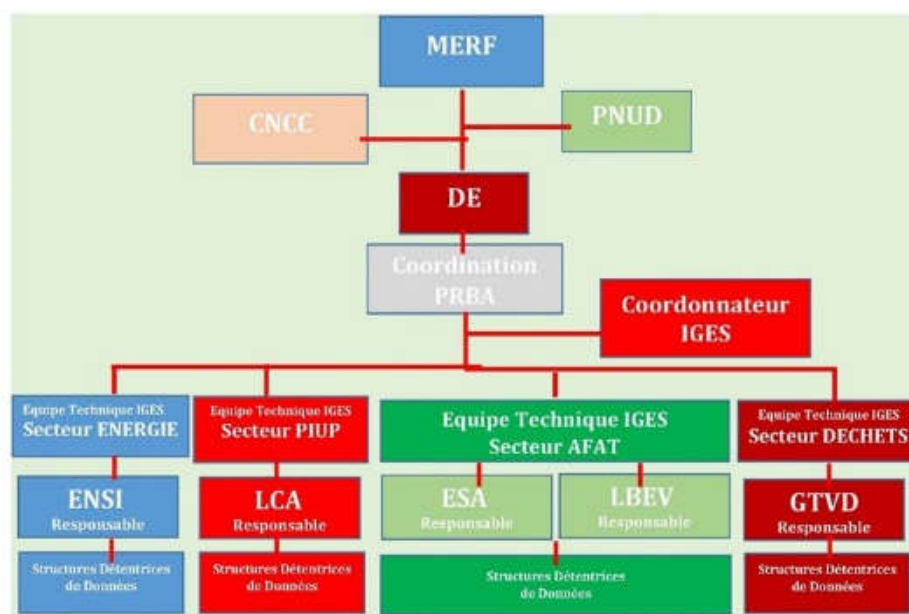 MERF
CNCC
PNUD
DE
Coordination
PRBA
Coordonnateur
IGES
Equipe Technique IGES
Secteur ENERGIE
Equipe Technique IGES
Secteur PIUP
Equipe Technique IGES
Secteur AFAT
Equipe Technique IGES
Secteur DECHETS
ENSI
Responsable
LCA
Responsable
ESA
Responsable
LBEV
Responsable
GTVD
Responsable
Structures Détentrices
de Données
Structures Détentrices
de Données
Structures Détentrices
de Données
Structures Détentrices
de Données